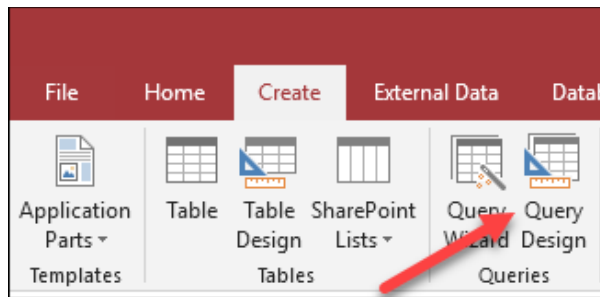 File Home Create External Data Datab
Application Table Table SharePoint Query Query
Parts Design Lists Wizard Design
Templates Tables Queries